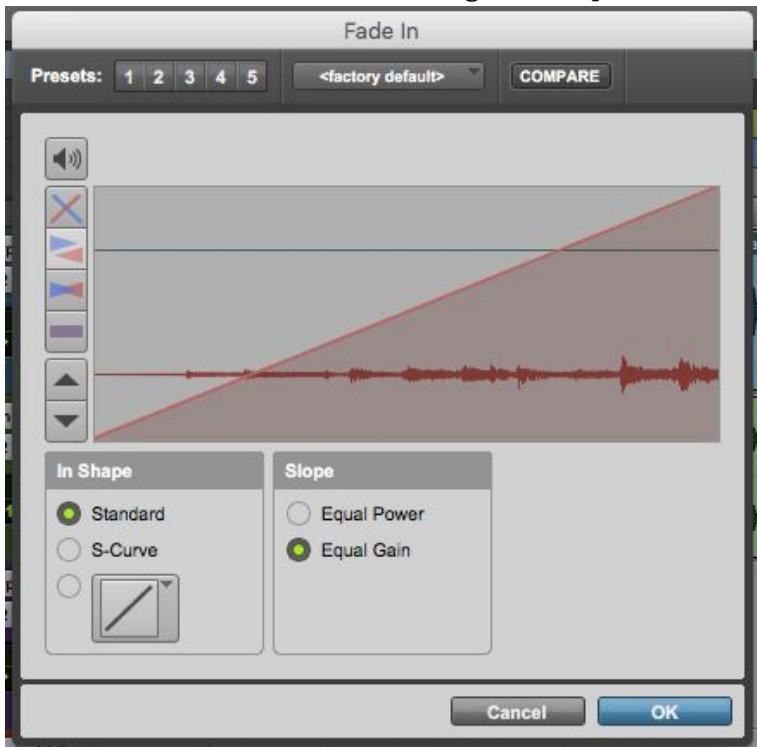 Fade In
Presets: 1 2 3 4 5 <factory default> COMPARE
In Shape
Standard
S-Curve
Slope
Equal Power
Equal Gain
Cancel OK